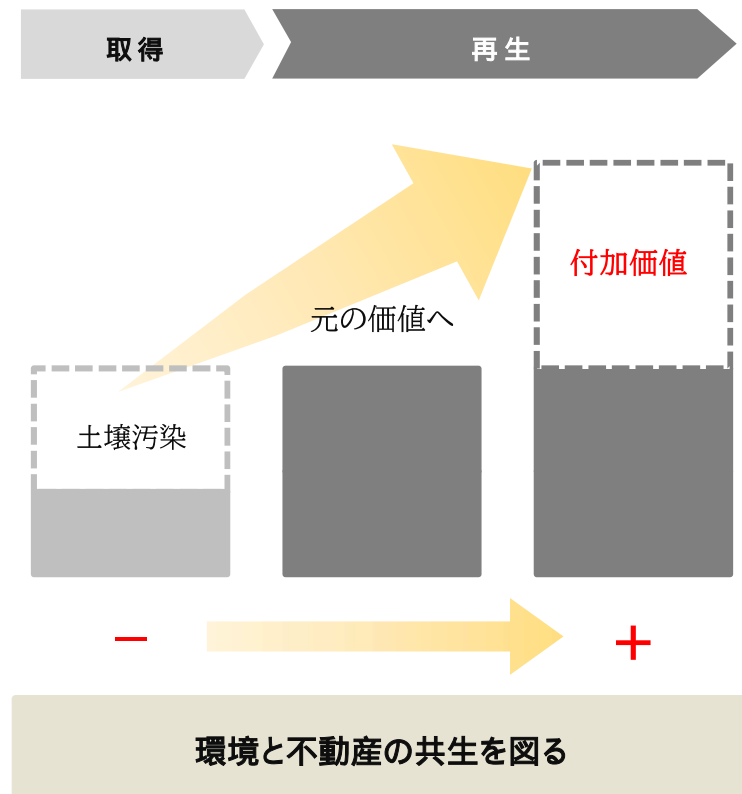 取得
再生
付加価値
元の価値へ
土壌汚染
−
＋
環境と不動産の共生を図る